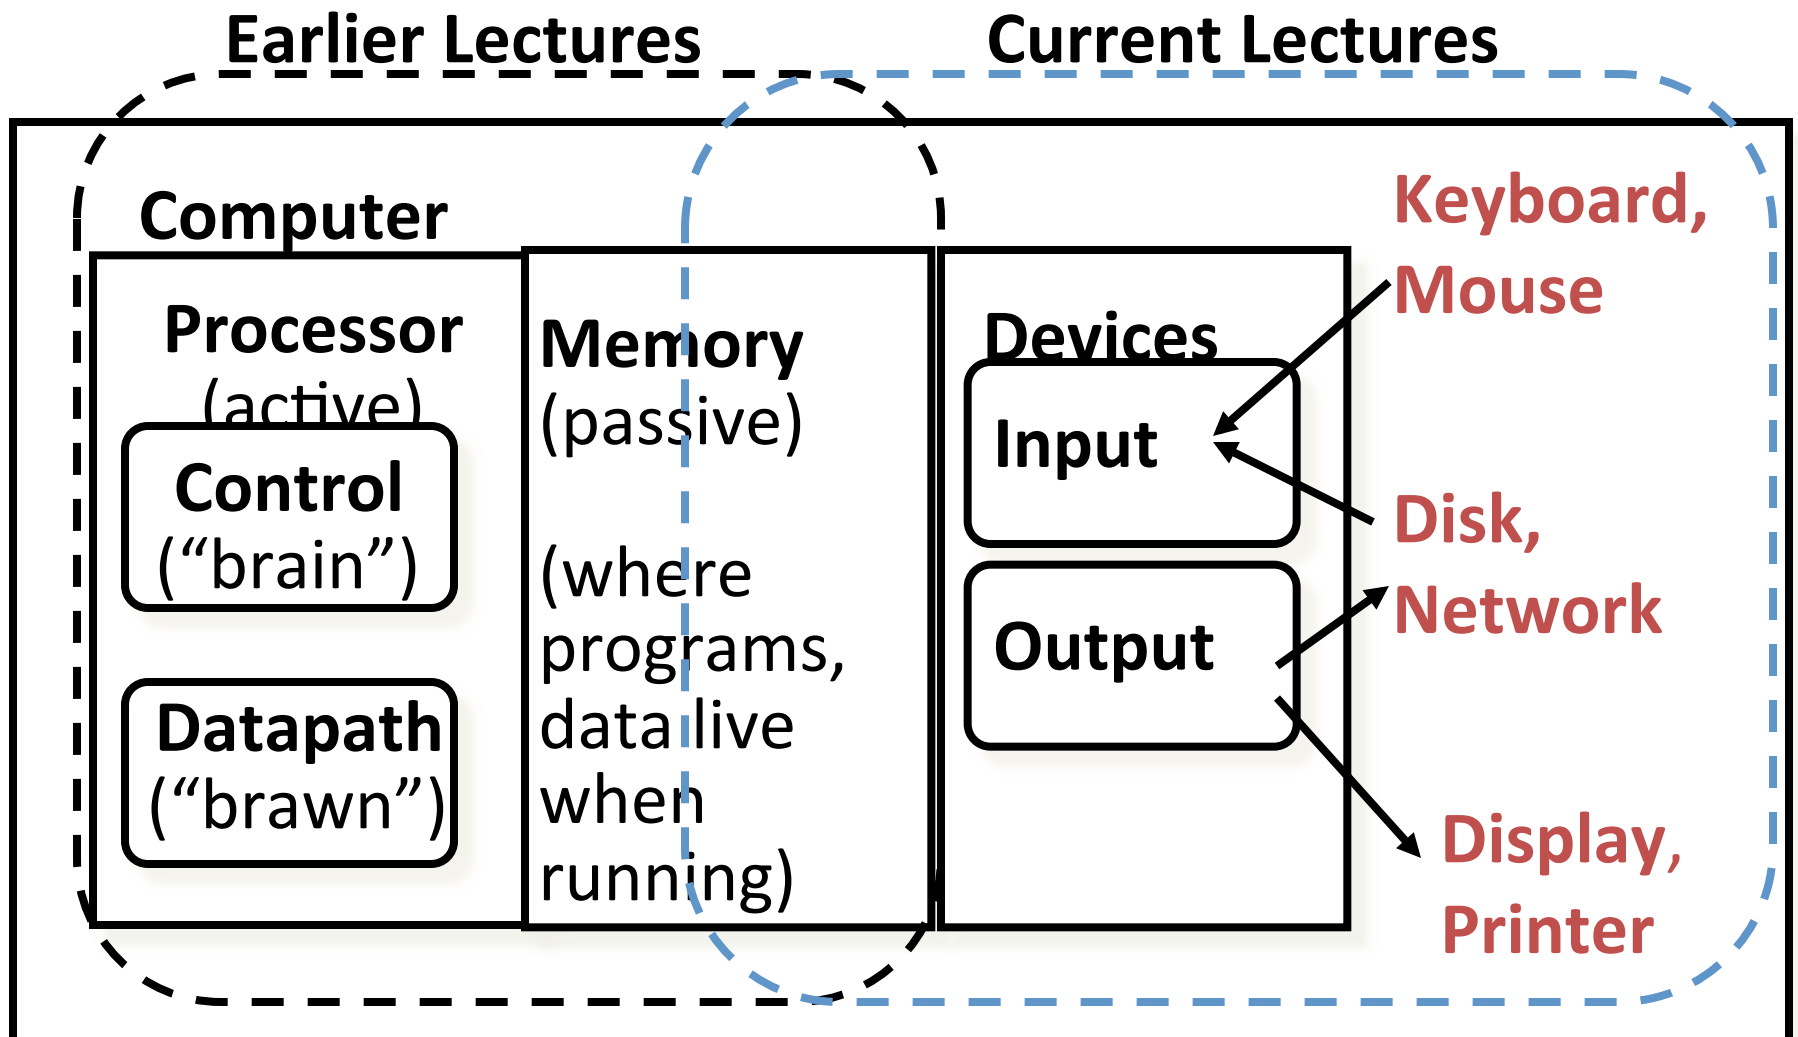 Earlier Lectures
Current Lectures
Computer
Processor
(active)
Control
(“brain”)
Datapath
(“brawn”)
Memory
(passive)
(where
programs,
data live
when
running)
Devices
Input
Output
Keyboard,
Mouse
Disk,
Network
Display,
Printer